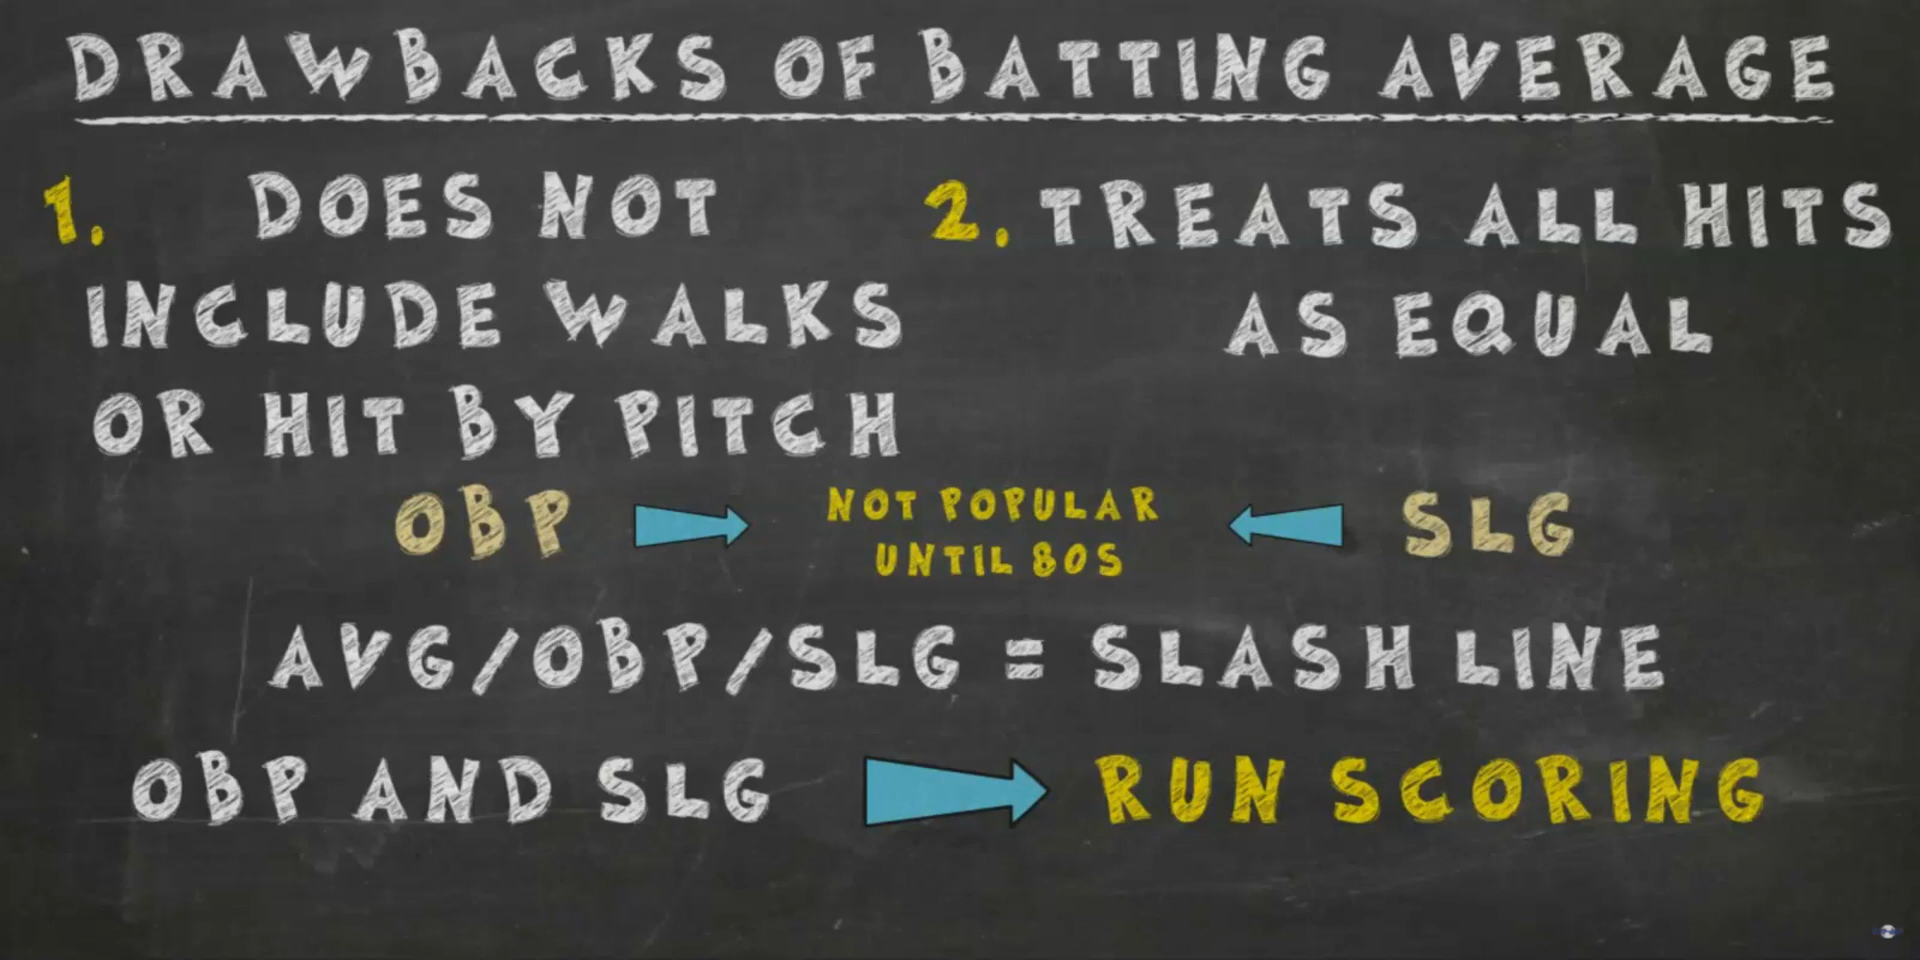 DRAWBACKS OF BATTING AVERAGE
1. DOES NOT
INCLUDE WALKS
OR HIT BY PITCH
2. TREATS ALL HITS
AS EQUAL
OBP
NOT POPULAR
UNTIL 80S
SLG
AVG/OBP/SLG = SLASH LINE
OBP AND SLG
RUN SCORING